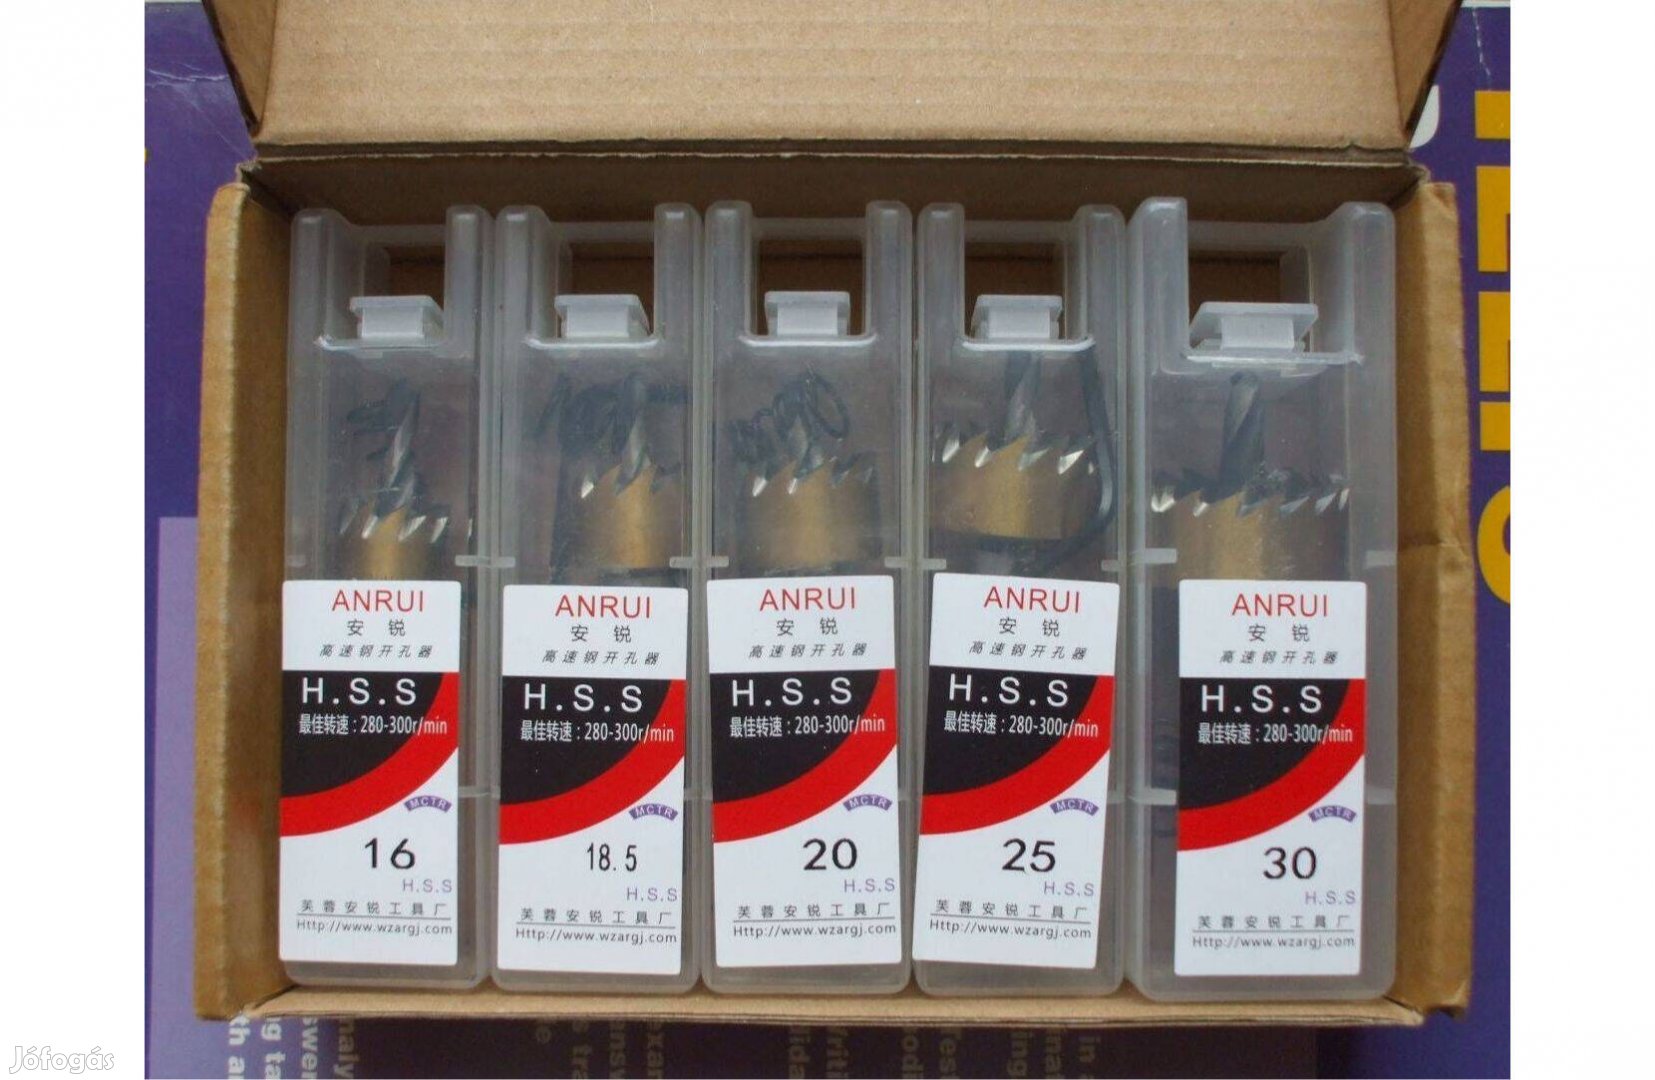 ANRUI
安 锐
高速钢开孔器
H.S.S
最佳转速：280-300r/min
MCTR
16
H.S.S
芙蓉安锐工具厂
Http://www.wzargj.com
ANRUI
安 锐
高速钢开孔器
H.S.S
最佳转速：280-300r/min
MCTR
18.5
H.S.S
芙蓉安锐工具厂
Http://www.wzargj.com
ANRUI
安 锐
高速钢开孔器
H.S.S
最佳转速：280-300r/min
MCTR
20
H.S.S
芙蓉安锐工具厂
Http://www.wzargj.com
ANRUI
安 锐
高速钢开孔器
H.S.S
最佳转速：280-300r/min
MCTR
25
H.S.S
芙蓉安锐工具厂
Http://www.wzargj.com
ANRUI
安 锐
高速钢开孔器
H.S.S
最佳转速：280-300r/min
MCTR
30
H.S.S
芙蓉安锐工具厂
Http://www.wzargj.com
Jófogás